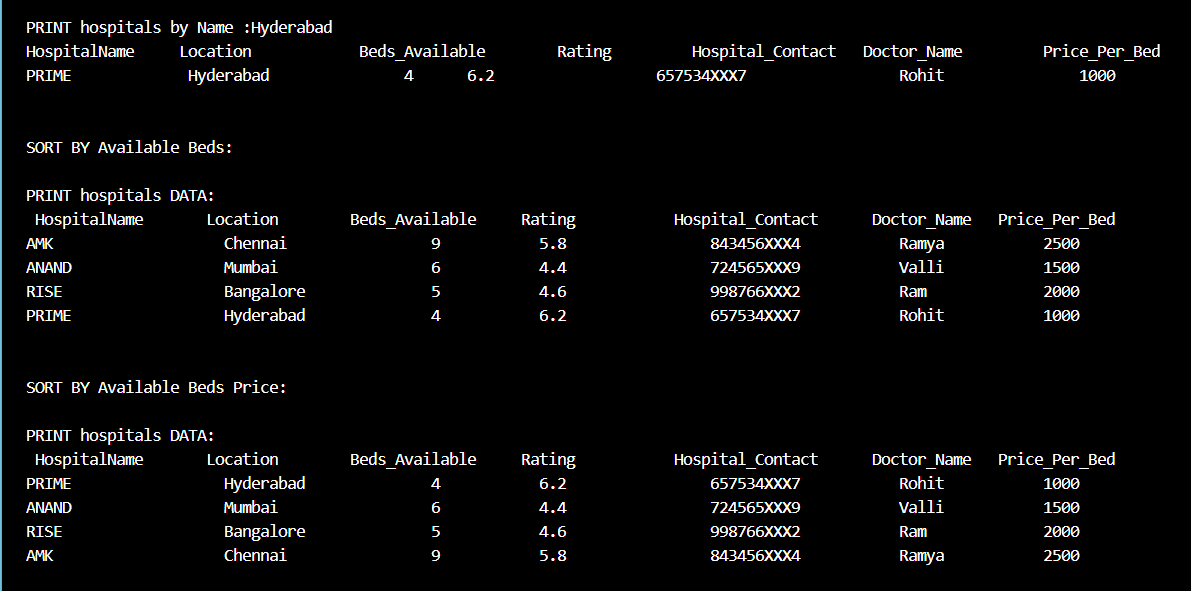 PRINT hospitals by Name :Hyderabad
HospitalName Location Beds_Available Rating Hospital_Contact Doctor_Name Price_Per_Bed
PRIME Hyderabad 4 6.2 657534XXX7 Rohit 1000
SORT BY Available Beds:
PRINT hospitals DATA:
HospitalName Location Beds_Available Rating Hospital_Contact Doctor_Name Price_Per_Bed
AMK Chennai 9 5.8 843456XXX4 Ramya 2500
ANAND Mumbai 6 4.4 724565XXX9 Valli 1500
RISE Bangalore 5 4.6 998766XXX2 Ram 2000
PRIME Hyderabad 4 6.2 657534XXX7 Rohit 1000
SORT BY Available Beds Price:
PRINT hospitals DATA:
HospitalName Location Beds_Available Rating Hospital_Contact Doctor_Name Price_Per_Bed
PRIME Hyderabad 4 6.2 657534XXX7 Rohit 1000
ANAND Mumbai 6 4.4 724565XXX9 Valli 1500
RISE Bangalore 5 4.6 998766XXX2 Ram 2000
AMK Chennai 9 5.8 843456XXX4 Ramya 2500